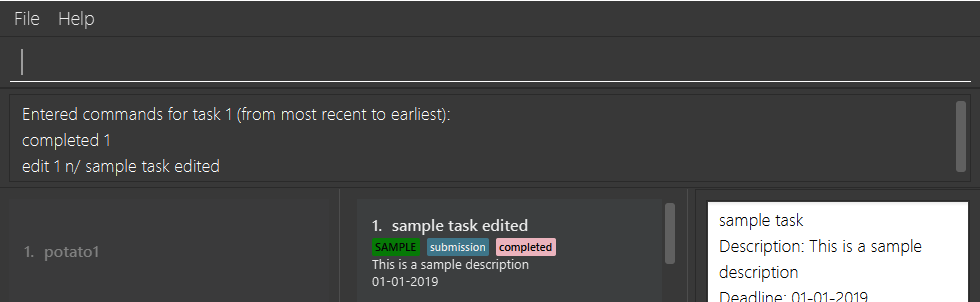 File Help
Entered commands for task 1 (from most recent to earliest):
completed 1
edit 1 n/ sample task edited
1. potato1
1. sample task edited
SAMPLE submission completed
This is a sample description
01-01-2019
sample task
Description: This is a sample
description
Deadline: 01-01-2019